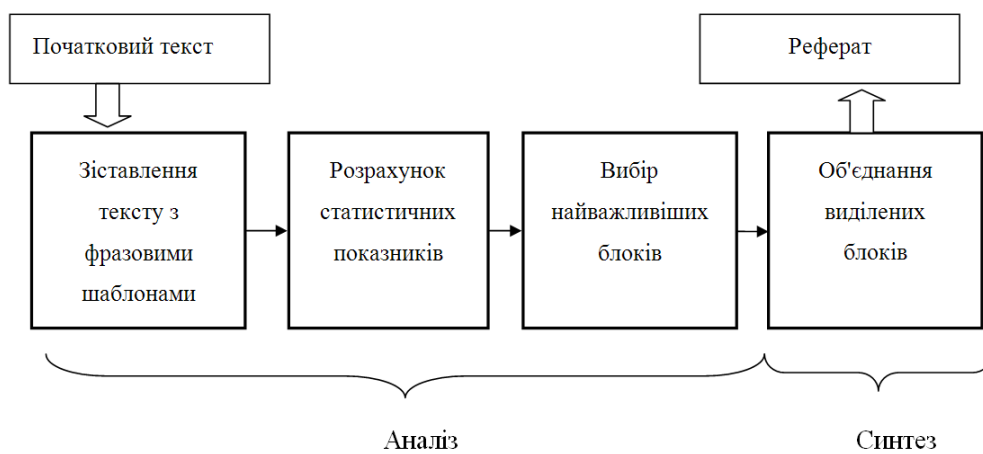 Початковий текст
Реферат
Зіставлення
тексту з
фразовими
шаблонами
Розрахунок
статистичних
показників
Вибір
найважливіших
блоків
Об'єднання
виділених
блоків
Аналіз
Синтез